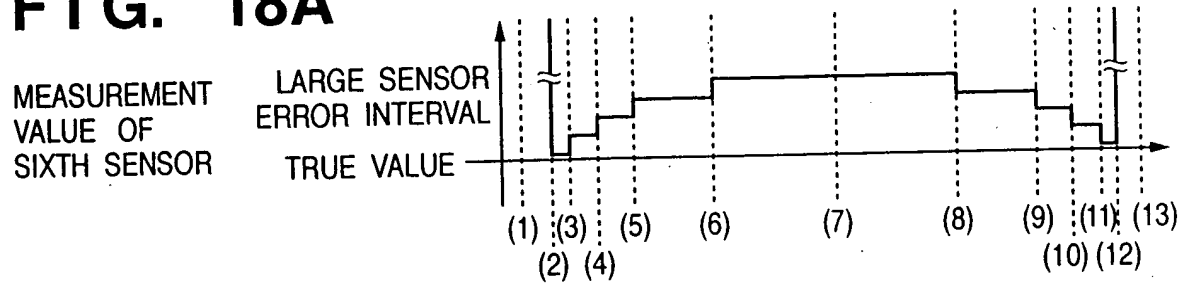 FIG. 18A
MEASUREMENT
VALUE OF
SIXTH SENSOR
LARGE SENSOR
ERROR INTERVAL
TRUE VALUE
(1) (3) (5) (6) (7) (8) (9) (11) (13)
(2) (4) (10) (12)